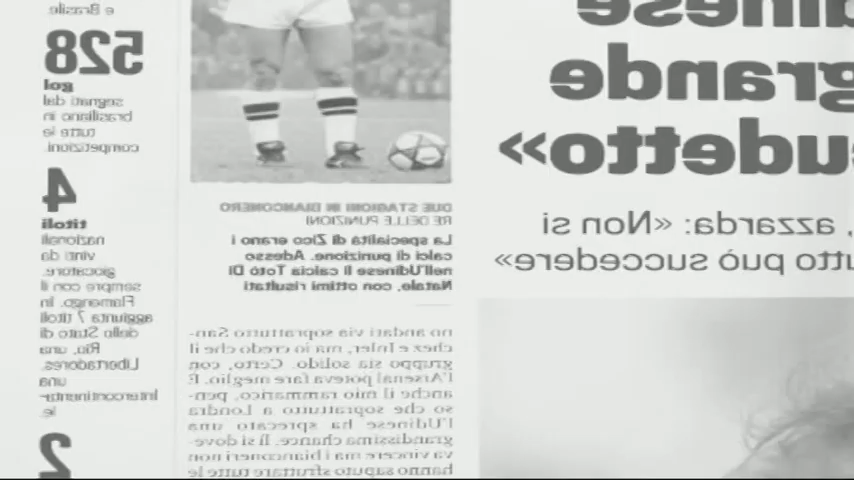 dinese
grande
udetto»
, azzarda: «Non si
utto può succedere»
DUE STAGIONI IN BIANCONERO
RE DELLE PUNIZIONI
La specialità di Zico erano i
calci di punizione. Adesso
nell'Udinese li calcia Totò Di
Natale, con ottimi risultati
no andati via soprattutto San-
chez e Inler, ma io credo che il
gruppo sia solido. Certo, con
l'Arsenal poteva fare meglio. È
anche il mio rammarico, pen-
so che soprattutto a Londra
l'Udinese ha sprecato una
grandissima chance. Lì si dove-
va vincere ma i bianconeri non
hanno saputo sfruttare tutte le
e Brasile
528
gol
segnati dal
brasiliano in
tutte le
competizioni
4
titoli
nazionali
vinti da
giocatore,
sempre con il
Flamengo, in
aggiunta 7 titoli
dello Stato di
Rio, una
Libertadores,
una
Intercontinenta-
le.
2